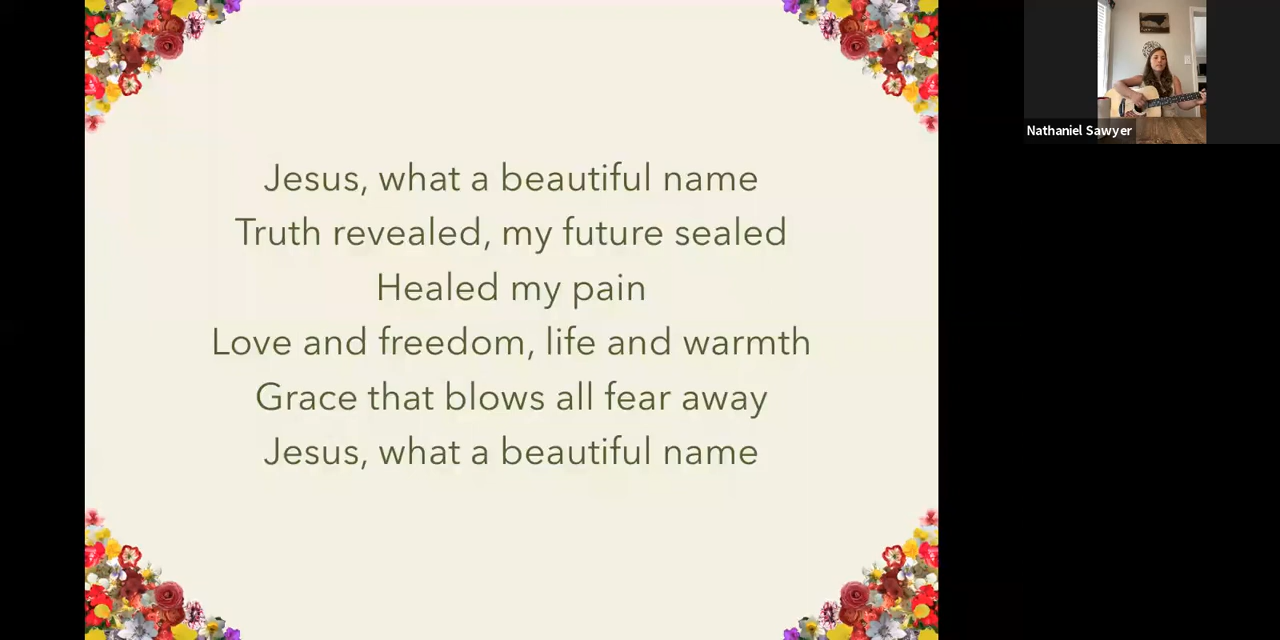 Jesus, what a beautiful name
Truth revealed, my future sealed
Healed my pain
Love and freedom, life and warmth
Grace that blows all fear away
Jesus, what a beautiful name
Nathaniel Sawyer